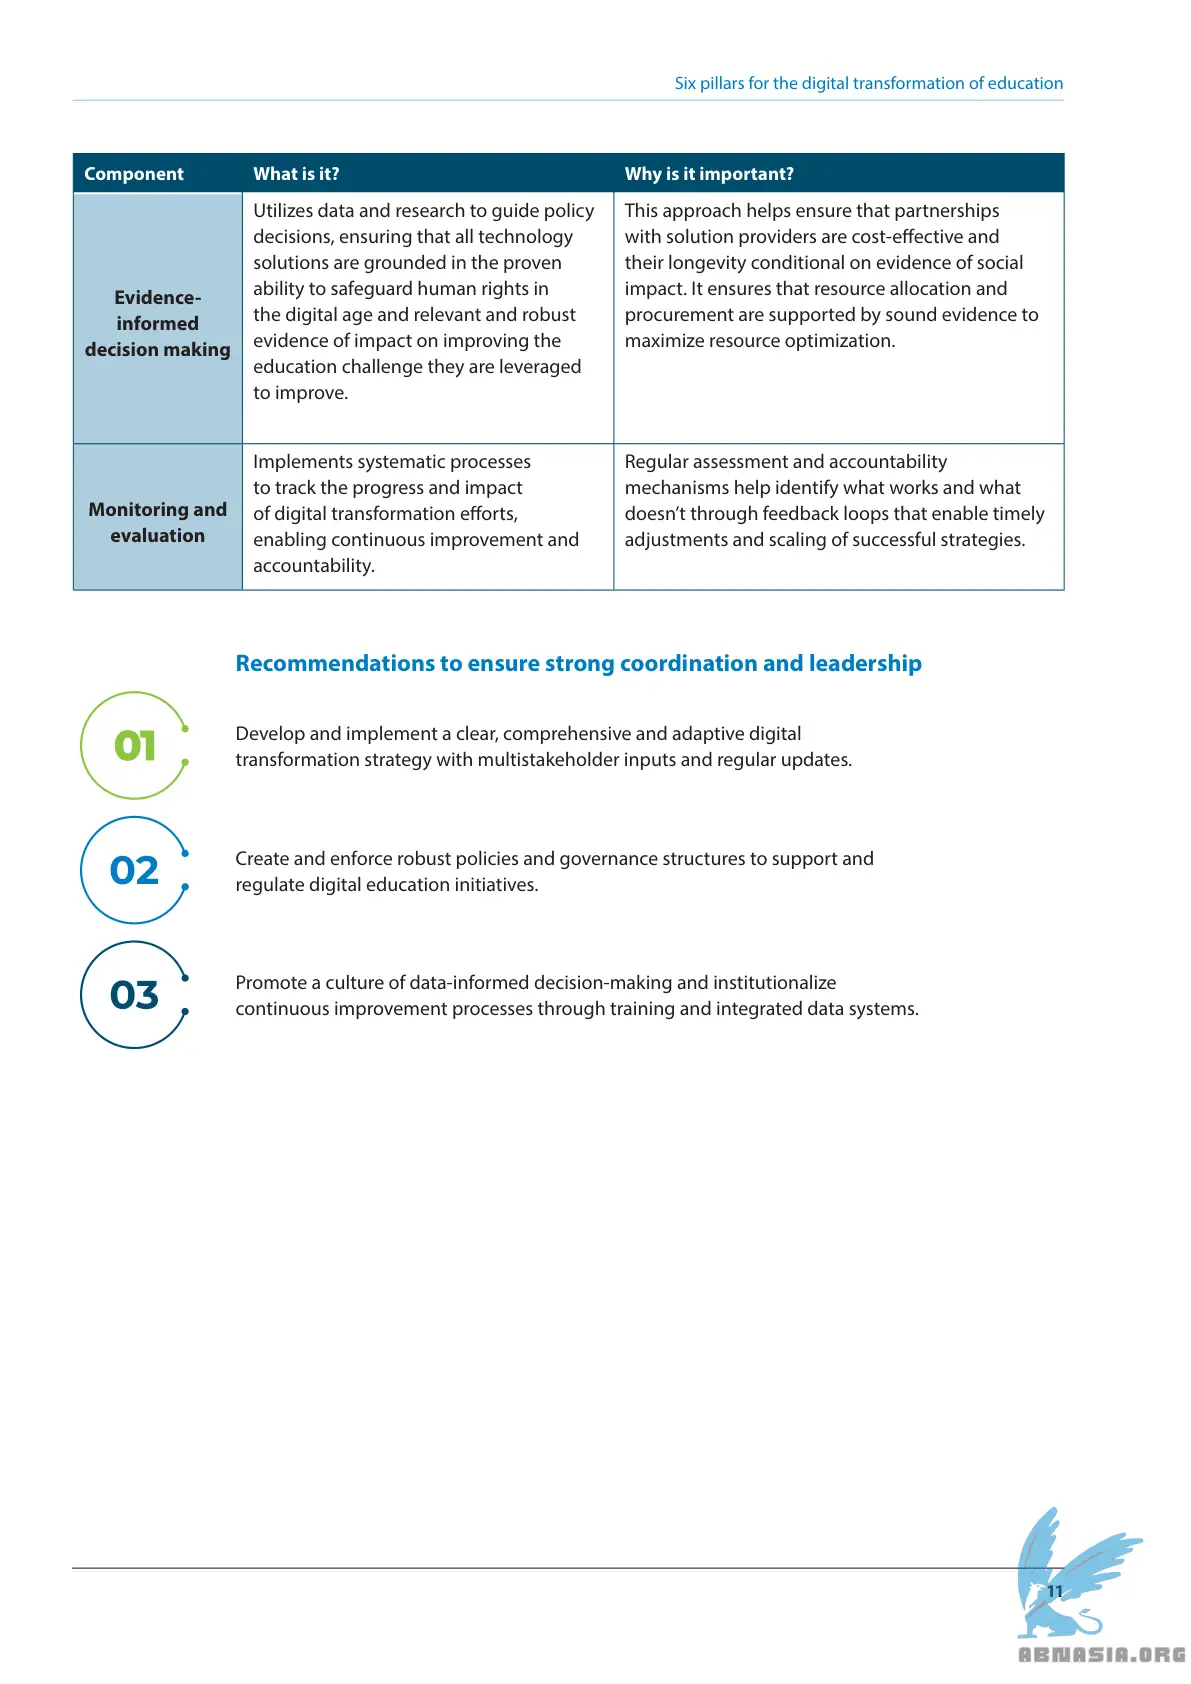 Six pillars for the digital transformation of education
Component
What is it?
Why is it important?
Evidence-
informed
decision making
Utilizes data and research to guide policy
decisions, ensuring that all technology
solutions are grounded in the proven
ability to safeguard human rights in
the digital age and relevant and robust
evidence of impact on improving the
education challenge they are leveraged
to improve.
This approach helps ensure that partnerships
with solution providers are cost-effective and
their longevity conditional on evidence of social
impact. It ensures that resource allocation and
procurement are supported by sound evidence to
maximize resource optimization.
Monitoring and
evaluation
Implements systematic processes
to track the progress and impact
of digital transformation efforts,
enabling continuous improvement and
accountability.
Regular assessment and accountability
mechanisms help identify what works and what
doesn’t through feedback loops that enable timely
adjustments and scaling of successful strategies.
Recommendations to ensure strong coordination and leadership
01
Develop and implement a clear, comprehensive and adaptive digital
transformation strategy with multistakeholder inputs and regular updates.
02
Create and enforce robust policies and governance structures to support and
regulate digital education initiatives.
03
Promote a culture of data-informed decision-making and institutionalize
continuous improvement processes through training and integrated data systems.
11
ABNASIA.ORG